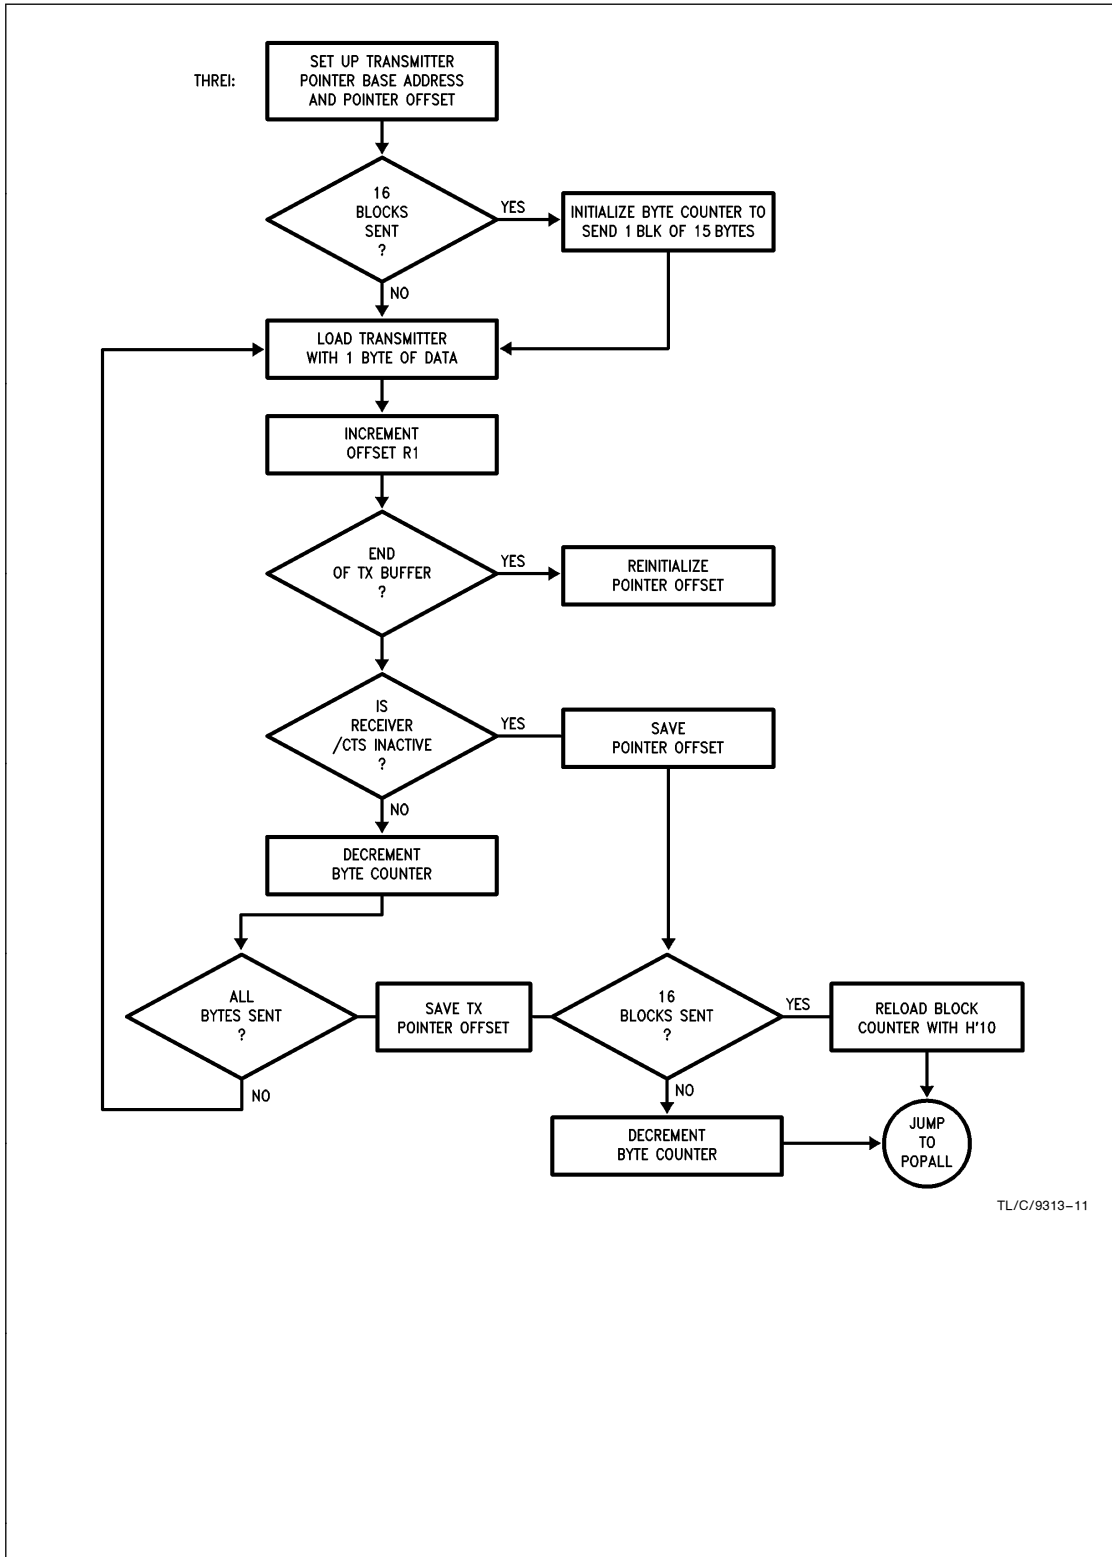 THREI:
SET UP TRANSMITTER
POINTER BASE ADDRESS
AND POINTER OFFSET
16
BLOCKS
SENT
?
YES
INITIALIZE BYTE COUNTER TO
SEND 1 BLK OF 15 BYTES
NO
LOAD TRANSMITTER
WITH 1 BYTE OF DATA
INCREMENT
OFFSET R1
END
OF TX BUFFER
?
YES
REINITIALIZE
POINTER OFFSET
IS
RECEIVER
/CTS INACTIVE
?
YES
SAVE
POINTER OFFSET
NO
DECREMENT
BYTE COUNTER
ALL
BYTES SENT
?
NO
SAVE TX
POINTER OFFSET
16
BLOCKS SENT
?
YES
RELOAD BLOCK
COUNTER WITH H'10
NO
DECREMENT
BYTE COUNTER
JUMP
TO
POPALL
TL/C/9313–11